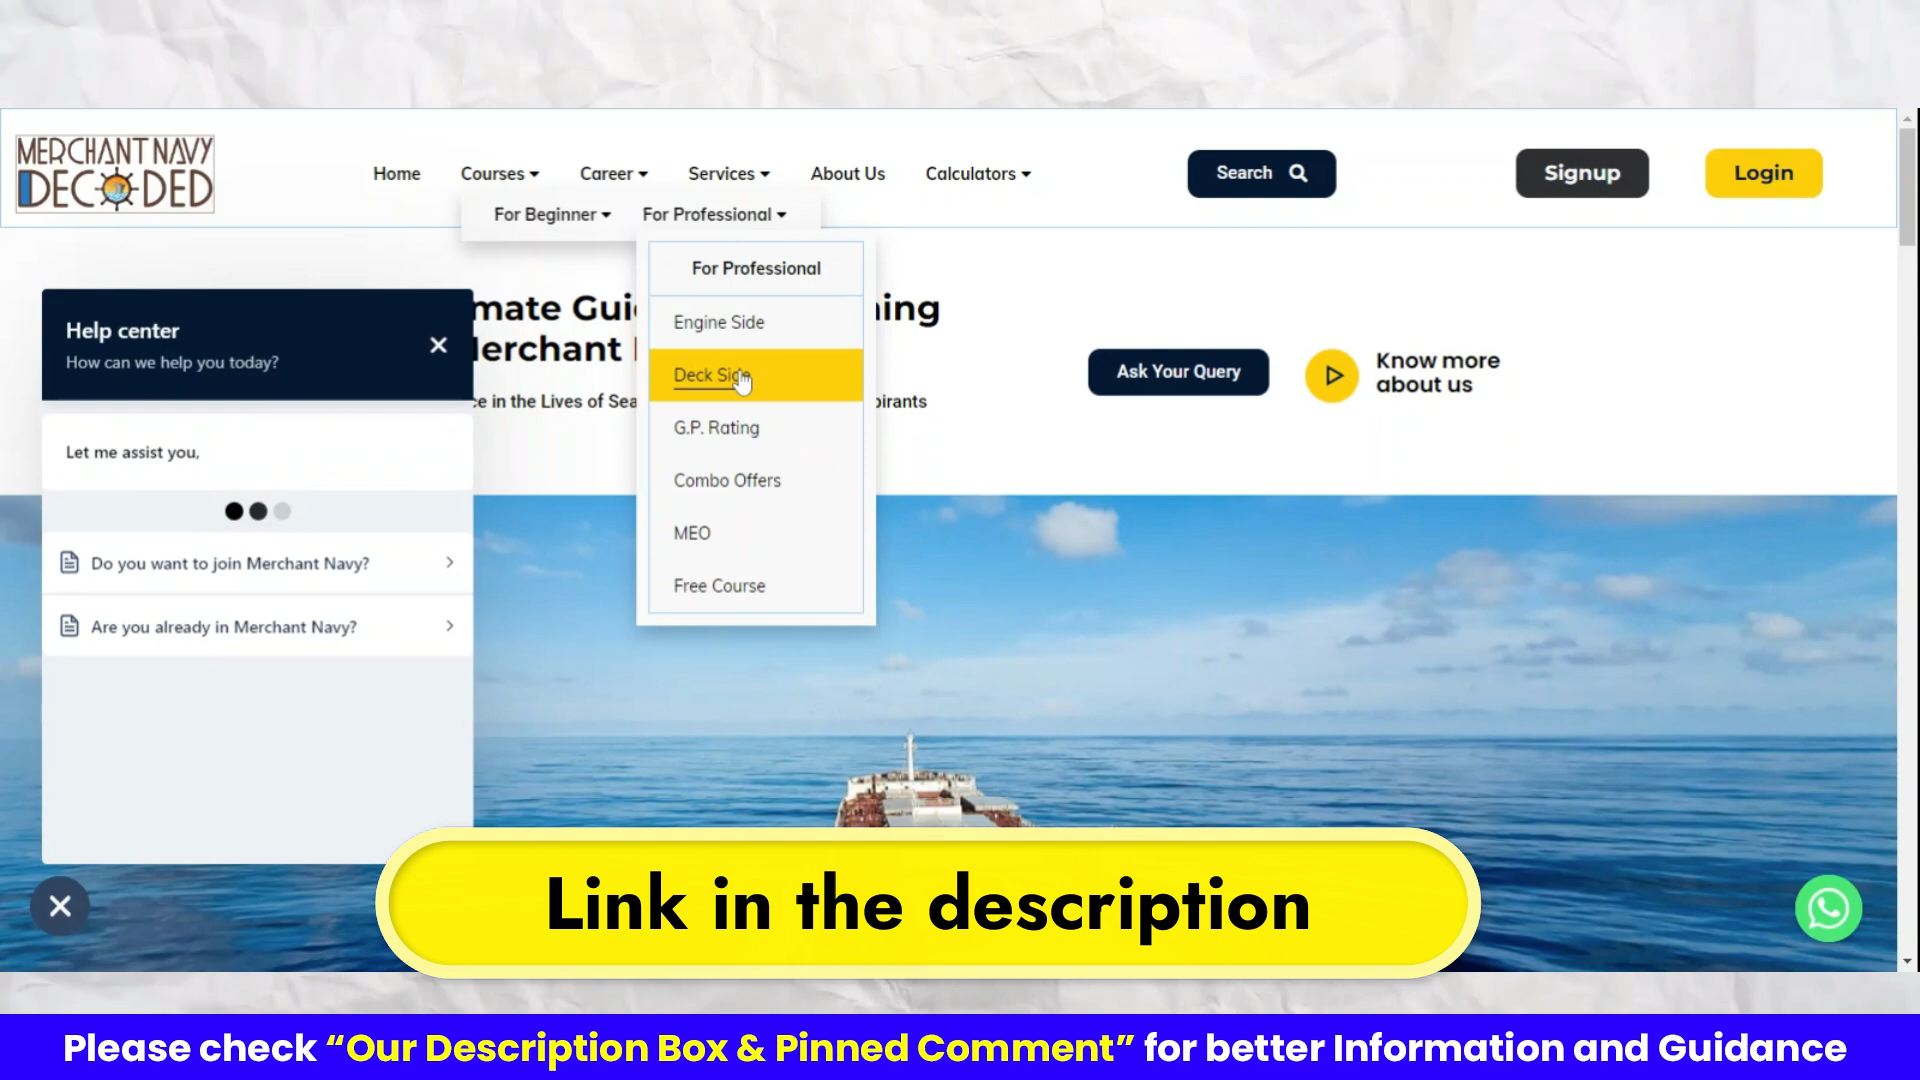 MERCHANT NAVY
DECODED
Home Courses Career Services About Us Calculators Search Signup Login
For Beginner For Professional
For Professional
Engine Side
Deck Side
G.P. Rating
Combo Offers
MEO
Free Course
Help center
How can we help you today?
Let me assist you,
Do you want to join Merchant Navy?
Are you already in Merchant Navy?
Ask Your Query
Know more
about us
in the Lives of
Link in the description
Please check “Our Description Box & Pinned Comment” for better Information and Guidance